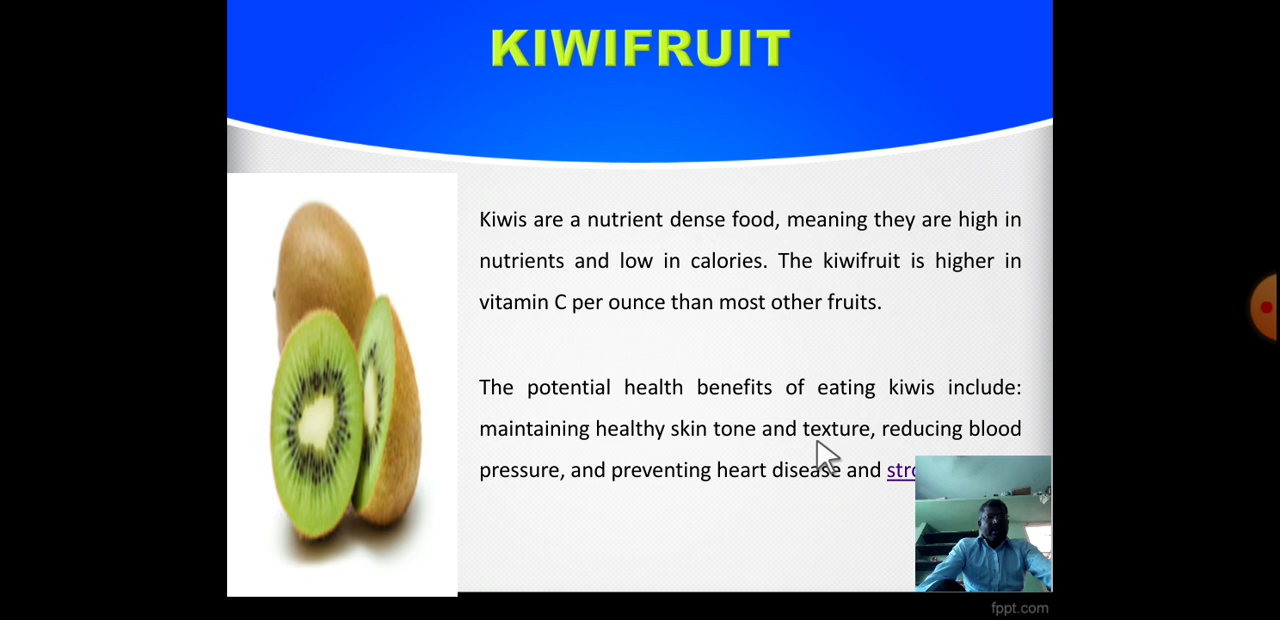 KIWIFRUIT
Kiwis are a nutrient dense food, meaning they are high in
nutrients and low in calories. The kiwifruit is higher in
vitamin C per ounce than most other fruits.
The potential health benefits of eating kiwis include:
maintaining healthy skin tone and texture, reducing blood
pressure, and preventing heart disease and
fppt.com